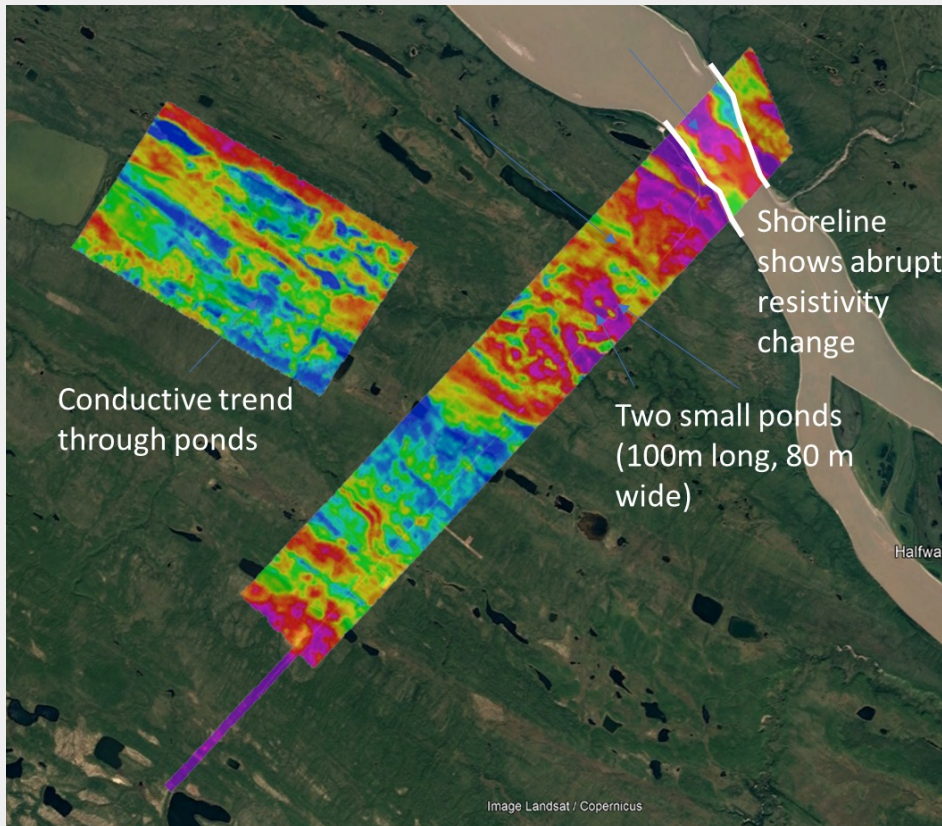 Shoreline
shows abrupt
resistivity
change
Conductive trend
through ponds
Two small ponds
(100m long, 80 m
wide)
Halfwa
Image Landsat / Copernicus